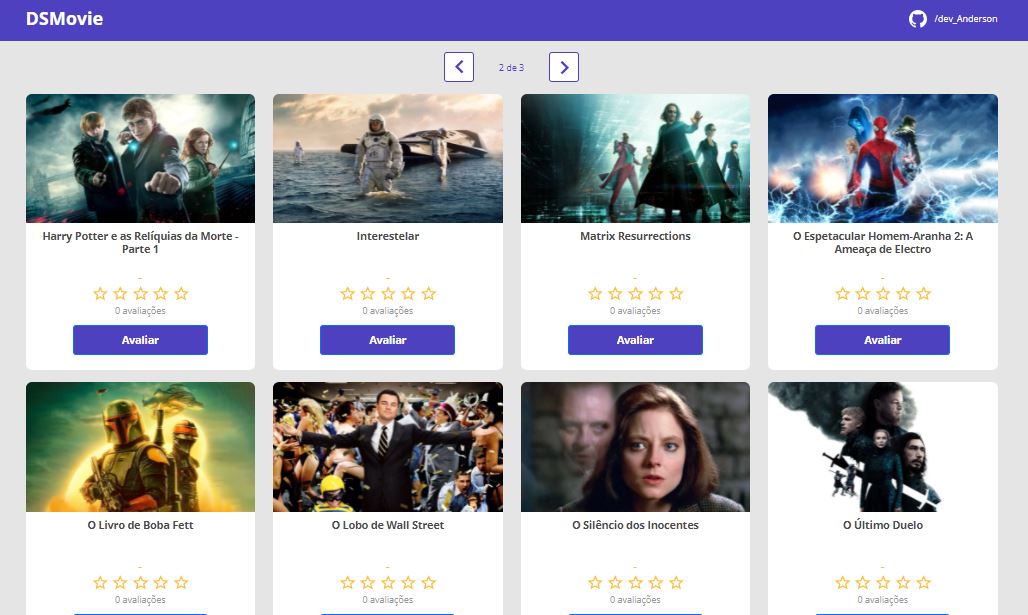 DSMovie
/dev_Anderson
2 de 3
Harry Potter e as Relíquias da Morte -
Parte 1
-
0 avaliações
Avaliar
Interestelar
-
0 avaliações
Avaliar
Matrix Resurrections
-
0 avaliações
Avaliar
O Espetacular Homem-Aranha 2: A
Ameaça de Electro
-
0 avaliações
Avaliar
O Livro de Boba Fett
-
0 avaliações
O Lobo de Wall Street
-
0 avaliações
O Silêncio dos Inocentes
-
0 avaliações
O Último Duelo
-
0 avaliações